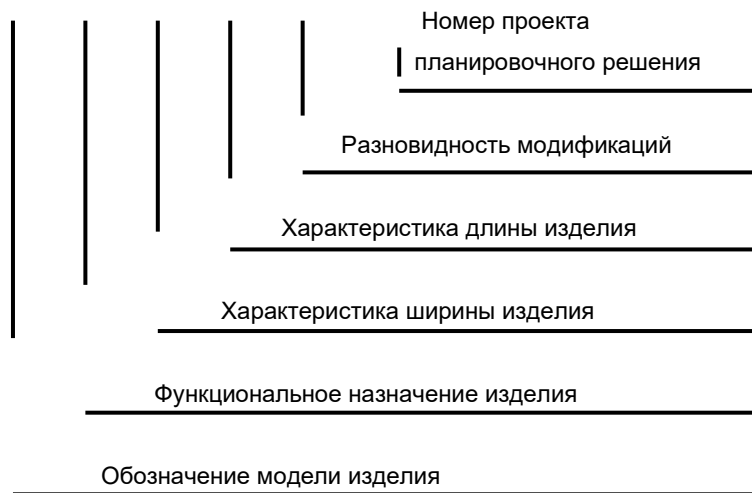 Номер проекта
планировочного решения
Разновидность модификаций
Характеристика длины изделия
Характеристика ширины изделия
Функциональное назначение изделия
Обозначение модели изделия